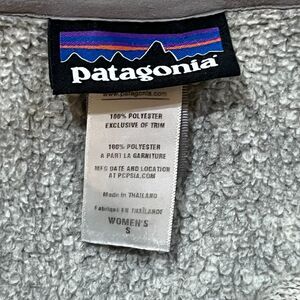 patagonia
www.patagonia.com
100% POLYESTER
EXCLUSIVE OF TRIM
100% POLYESTER
A PART LA GARNITURE
MFG DATE AND LOCATION
AT PCPSIA.COM
Made in THAILAND
Fabriqué EN THAÏLANDE
WOMEN'S
S